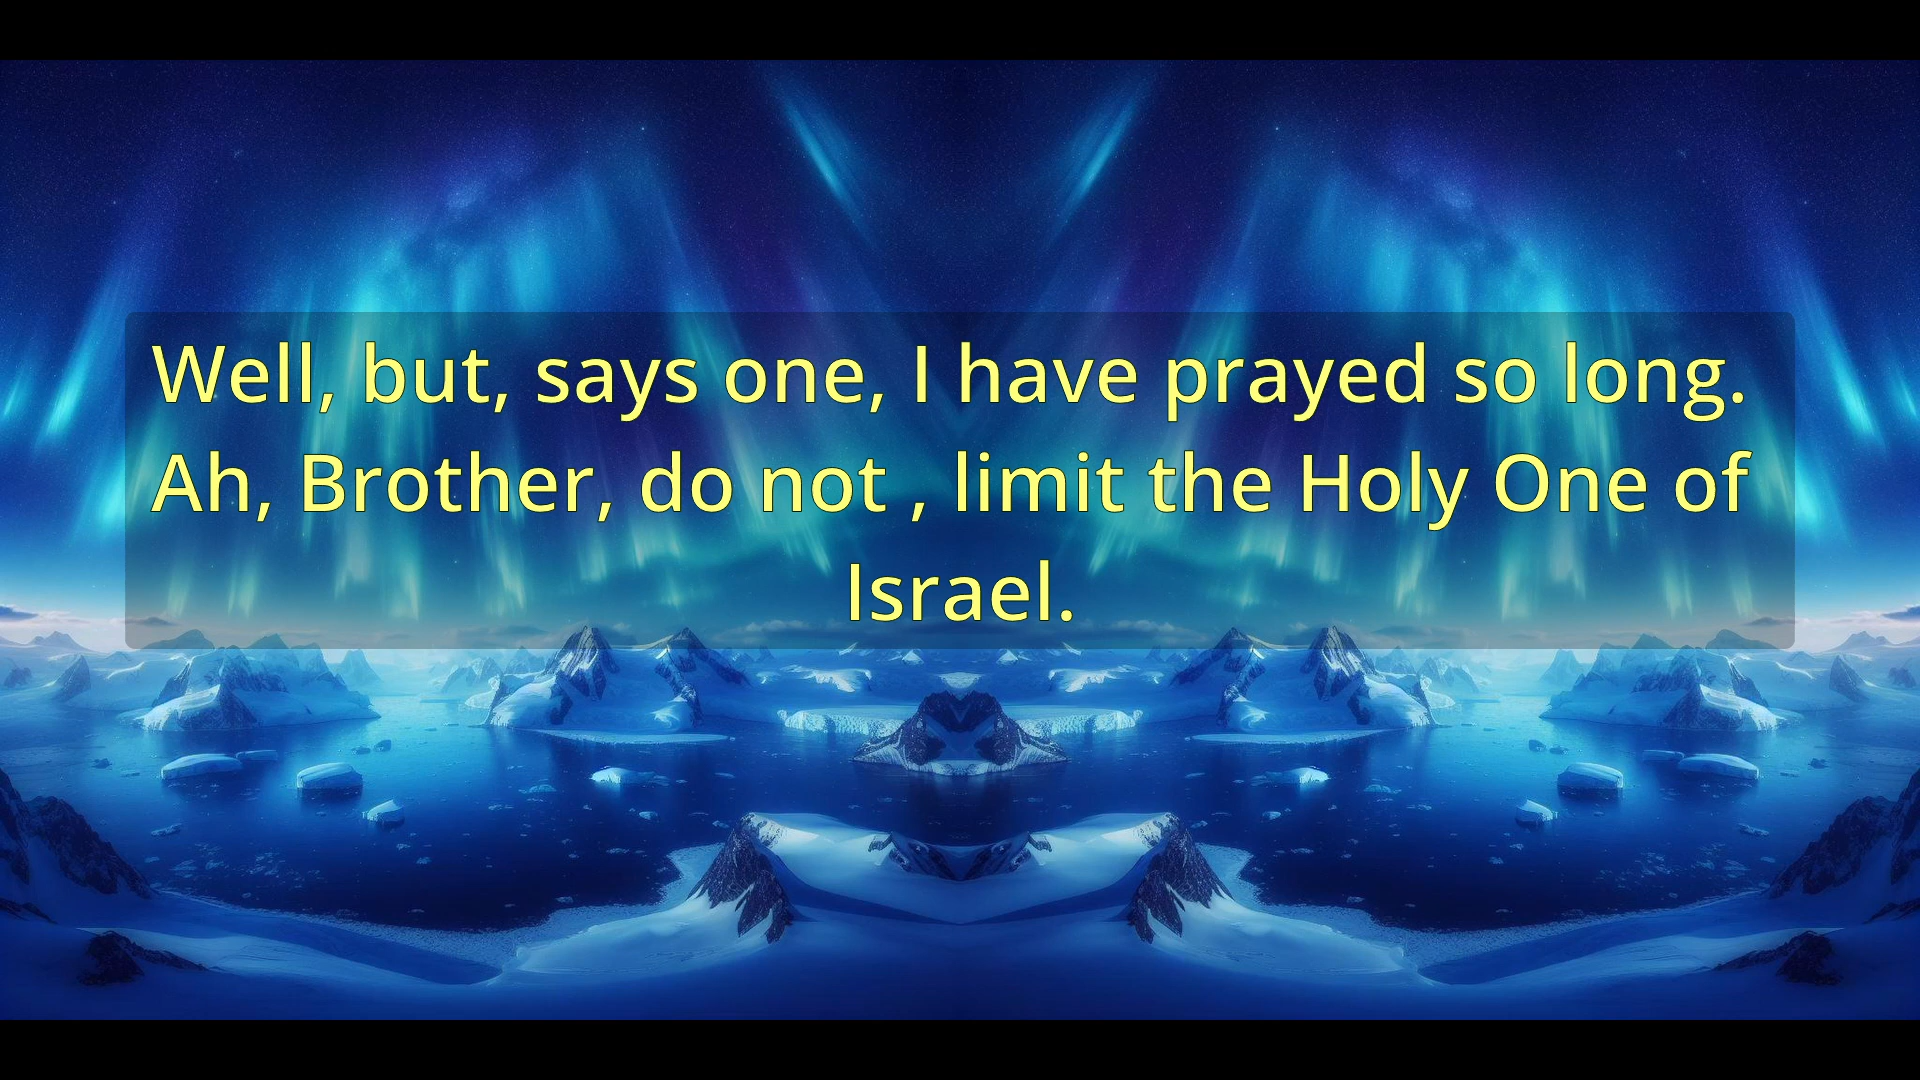 Well, but, says one, I have prayed so long.
Ah, Brother, do not , limit the Holy One of
Israel.